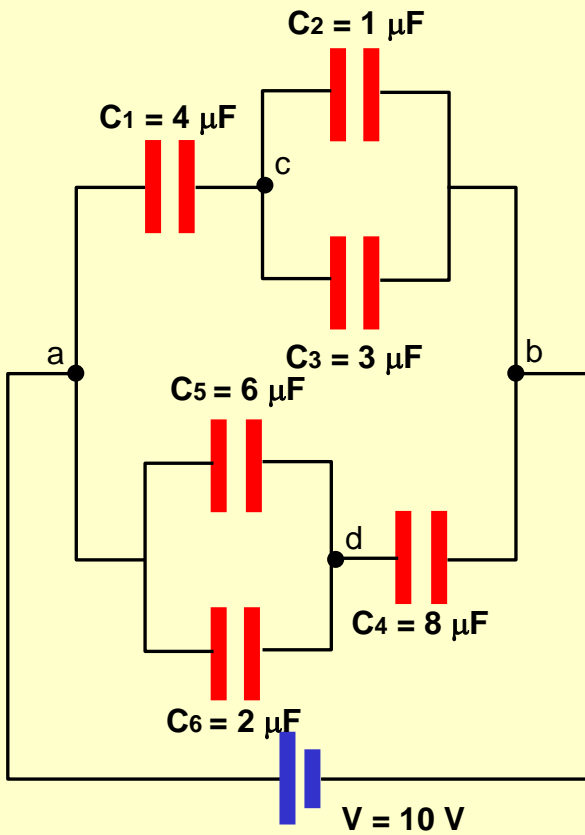 C2 = 1 μF
C1 = 4 μF
c
C3 = 3 μF
a
b
C5 = 6 μF
d
C4 = 8 μF
C6 = 2 μF
V = 10 V